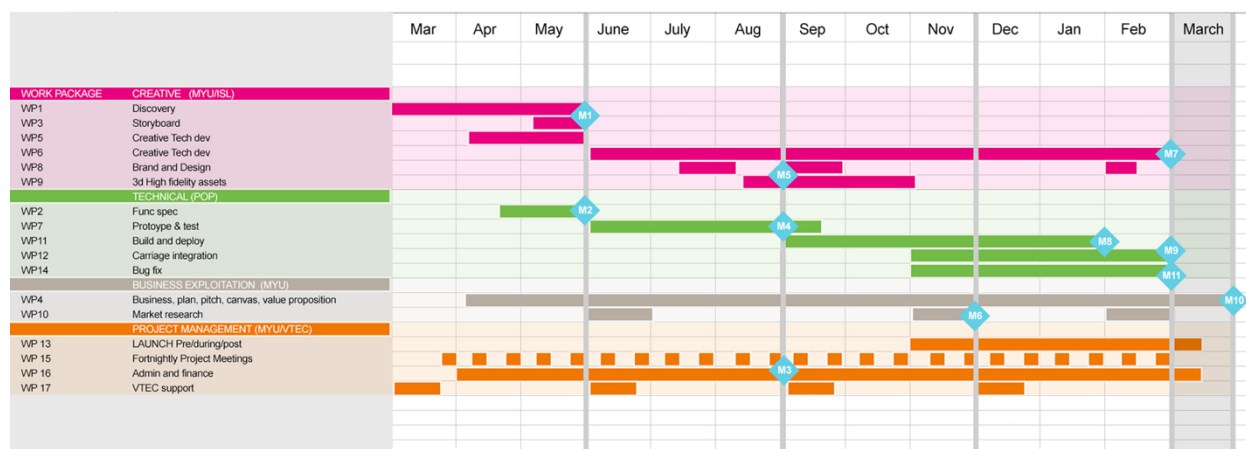 Mar Apr May June July Aug Sep Oct Nov Dec Jan Feb March
WORK PACKAGE CREATIVE (MYU/ISL)
WP1 Discovery M1
WP3 Storyboard
WP5 Creative Tech dev
WP6 Creative Tech dev M7
WP8 Brand and Design
WP9 3d High fidelity assets M5
TECHNICAL (POP)
WP2 Func spec M2
WP7 Protoype & test M4
WP11 Build and deploy M8
WP12 Carriage integration M9
WP14 Bug fix M11
BUSINESS EXPLOITATION (MYU)
WP4 Business, plan, pitch, canvas, value proposition M10
WP10 Market research M6
PROJECT MANAGEMENT (MYU/VTEC)
WP 13 LAUNCH Pre/during/post
WP 15 Fortnightly Project Meetings
WP 16 Admin and finance M3
WP 17 VTEC support